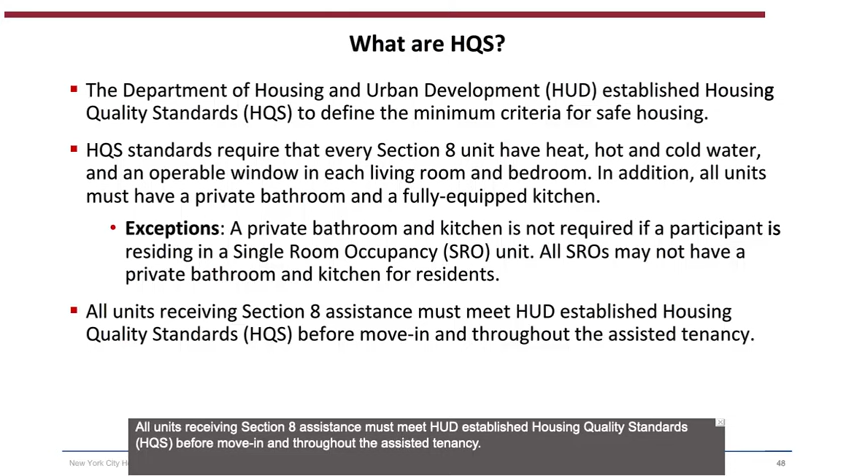 What are HQS?
The Department of Housing and Urban Development (HUD) established Housing
Quality Standards (HQS) to define the minimum criteria for safe housing.
HQS standards require that every Section 8 unit have heat, hot and cold water,
and an operable window in each living room and bedroom. In addition, all units
must have a private bathroom and a fully-equipped kitchen.
Exceptions: A private bathroom and kitchen is not required if a participant is
residing in a Single Room Occupancy (SRO) unit. All SROs may not have a
private bathroom and kitchen for residents.
All units receiving Section 8 assistance must meet HUD established Housing
Quality Standards (HQS) before move-in and throughout the assisted tenancy.
All units receiving Section 8 assistance must meet HUD established Housing Quality Standards
(HQS) before move-in and throughout the assisted tenancy.
New York City
48